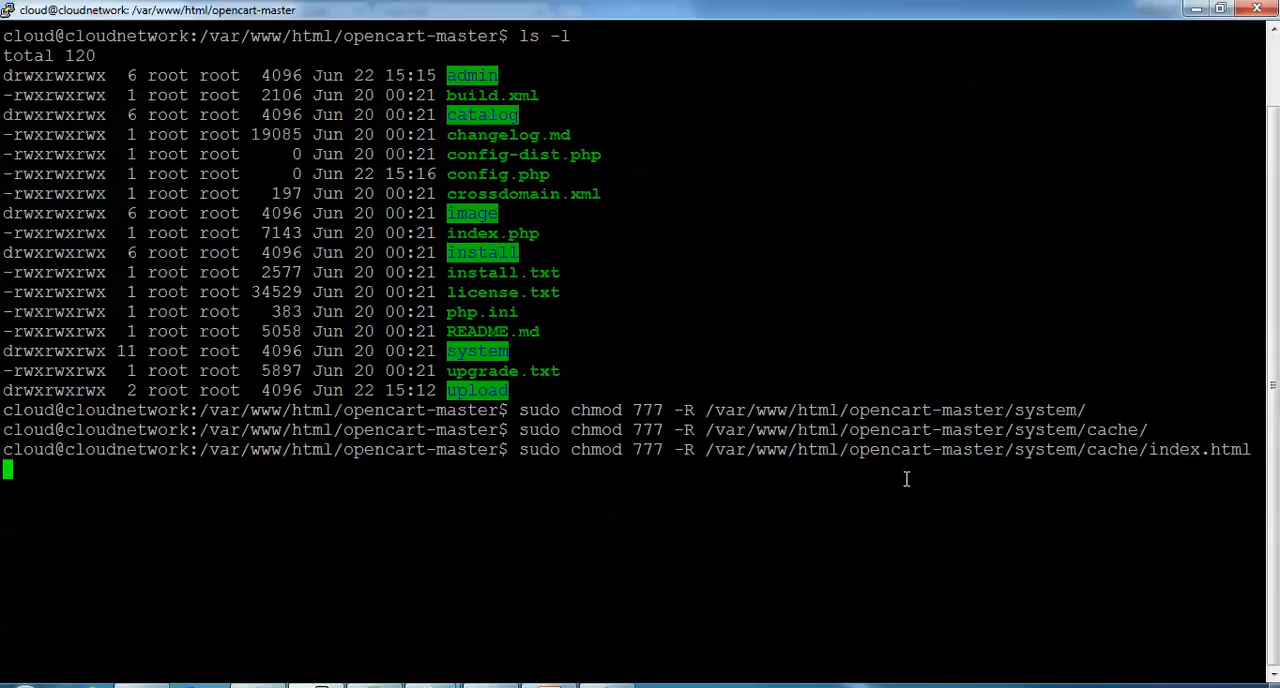 cloud@cloudnetwork: /var/www/html/opencart-master
cloud@cloudnetwork:/var/www/html/opencart-master$ ls -l
total 120
drwxrwxrwx  6 root root  4096 Jun 22 15:15 admin
-rwxrwxrwx  1 root root  2106 Jun 20 00:21 build.xml
drwxrwxrwx  6 root root  4096 Jun 20 00:21 catalog
-rwxrwxrwx  1 root root 19085 Jun 20 00:21 changelog.md
-rwxrwxrwx  1 root root     0 Jun 20 00:21 config-dist.php
-rwxrwxrwx  1 root root     0 Jun 22 15:16 config.php
-rwxrwxrwx  1 root root   197 Jun 20 00:21 crossdomain.xml
drwxrwxrwx  6 root root  4096 Jun 20 00:21 image
-rwxrwxrwx  1 root root  7143 Jun 20 00:21 index.php
drwxrwxrwx  6 root root  4096 Jun 20 00:21 install
-rwxrwxrwx  1 root root  2577 Jun 20 00:21 install.txt
-rwxrwxrwx  1 root root 34529 Jun 20 00:21 license.txt
-rwxrwxrwx  1 root root   383 Jun 20 00:21 php.ini
-rwxrwxrwx  1 root root  5058 Jun 20 00:21 README.md
drwxrwxrwx 11 root root  4096 Jun 20 00:21 system
-rwxrwxrwx  1 root root  5897 Jun 20 00:21 upgrade.txt
drwxrwxrwx  2 root root  4096 Jun 22 15:12 upload
cloud@cloudnetwork:/var/www/html/opencart-master$ sudo chmod 777 -R /var/www/html/opencart-master/system/
cloud@cloudnetwork:/var/www/html/opencart-master$ sudo chmod 777 -R /var/www/html/opencart-master/system/cache/
cloud@cloudnetwork:/var/www/html/opencart-master$ sudo chmod 777 -R /var/www/html/opencart-master/system/cache/index.html